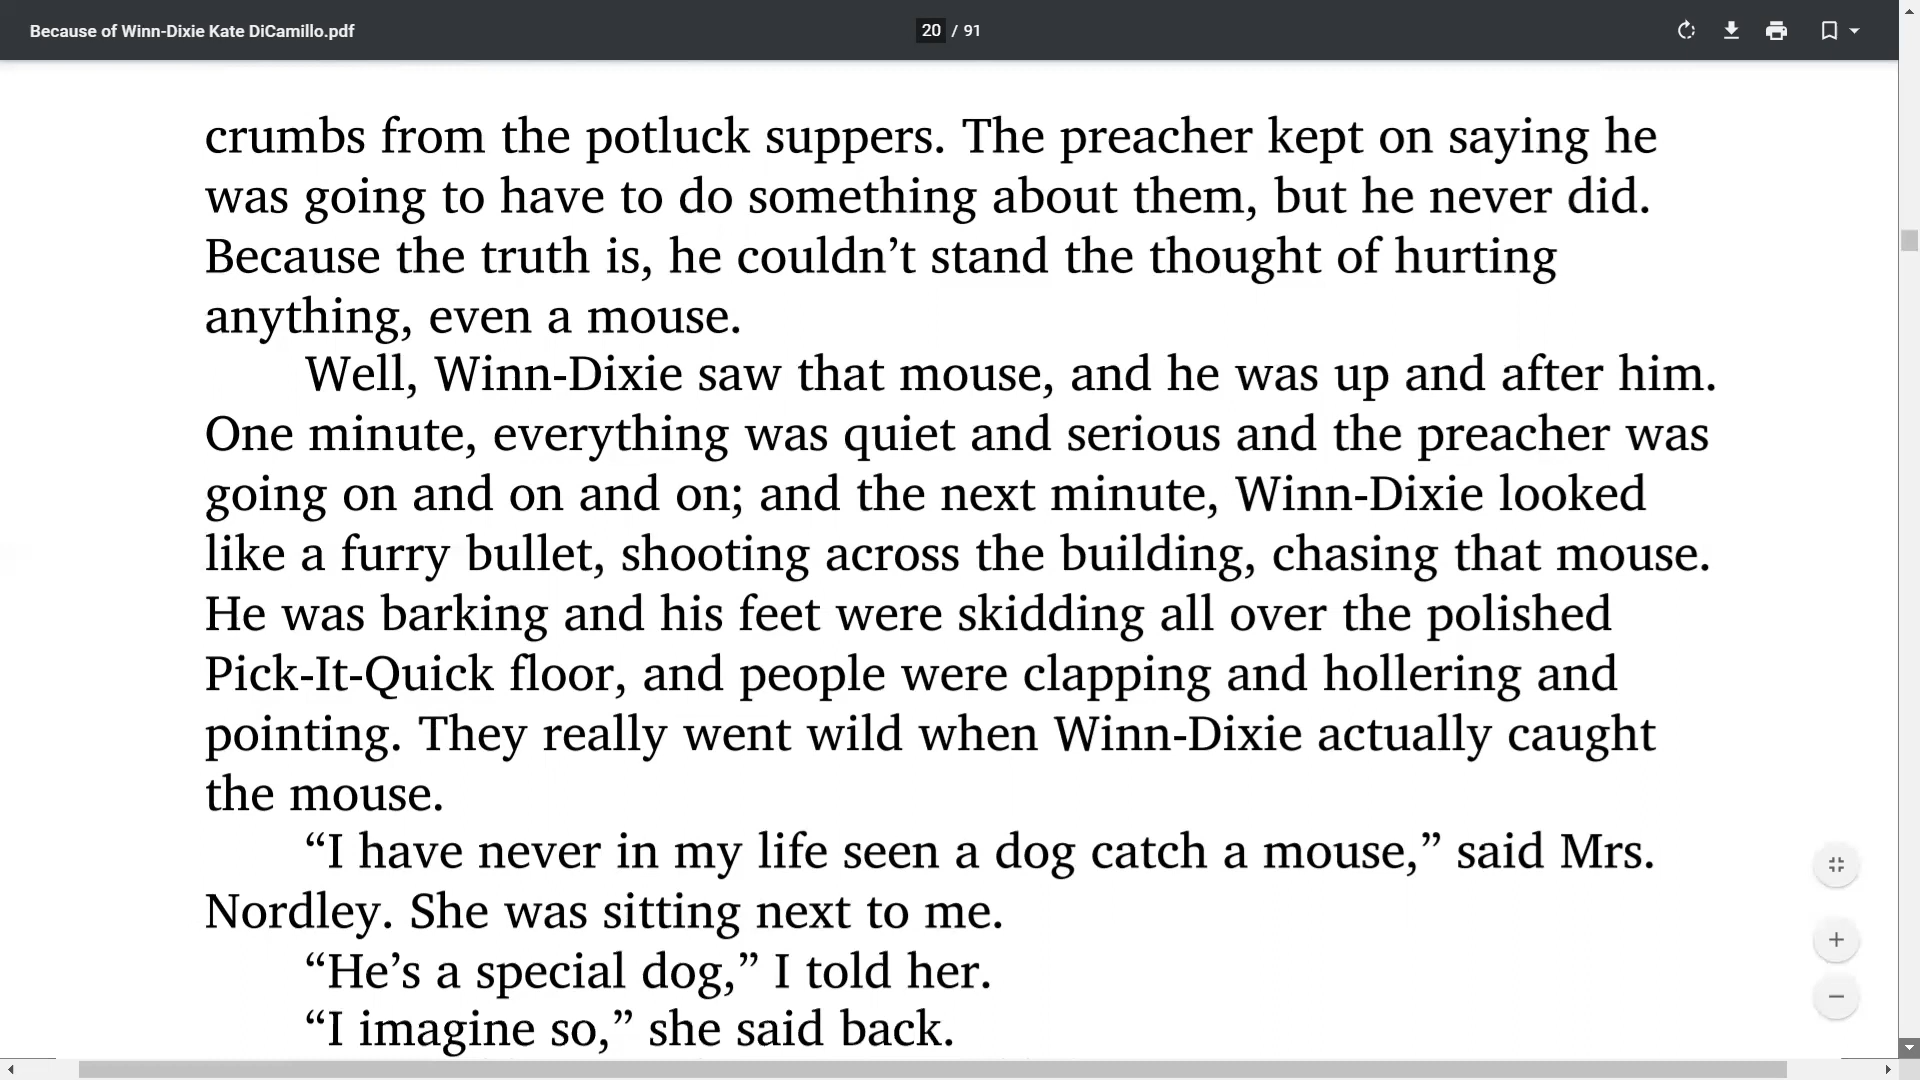 Because of Winn-Dixie Kate DiCamillo.pdf
20 / 91
crumbs from the potluck suppers. The preacher kept on saying he
was going to have to do something about them, but he never did.
Because the truth is, he couldn’t stand the thought of hurting
anything, even a mouse.
Well, Winn-Dixie saw that mouse, and he was up and after him.
One minute, everything was quiet and serious and the preacher was
going on and on and on; and the next minute, Winn-Dixie looked
like a furry bullet, shooting across the building, chasing that mouse.
He was barking and his feet were skidding all over the polished
Pick-It-Quick floor, and people were clapping and hollering and
pointing. They really went wild when Winn-Dixie actually caught
the mouse.
“I have never in my life seen a dog catch a mouse,” said Mrs.
Nordley. She was sitting next to me.
“He’s a special dog,” I told her.
“I imagine so,” she said back.